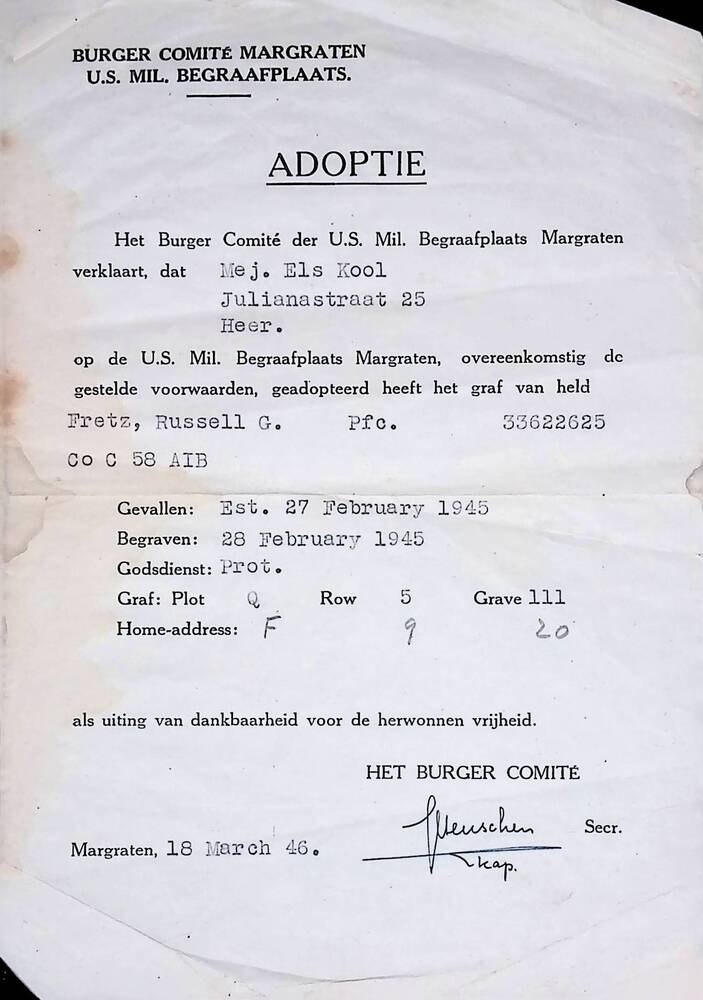 BURGER COMITÉ MARGRATEN
U.S. MIL. BEGRAAFPLAATS.
ADOPTIE
Het Burger Comité der U.S. Mil. Begraafplaats Margraten
verklaart, dat Mej. Els Kool
Julianastraat 25
Heer.
op de U.S. Mil. Begraafplaats Margraten, overeenkomstig de
gestelde voorwaarden, geadopteerd heeft het graf van held
Fretz, Russell G. Pfc. 33622625
Co C 58 AIB
Gevallen: Est. 27 February 1945
Begraven: 28 February 1945
Godsdienst: Prot.
Graf: Plot Q Row 5 Grave 111
Home-address: F 9 20
als uiting van dankbaarheid voor de herwonnen vrijheid.
HET BURGER COMITÉ
Secr.
Margraten, 18 March 46.
kap.